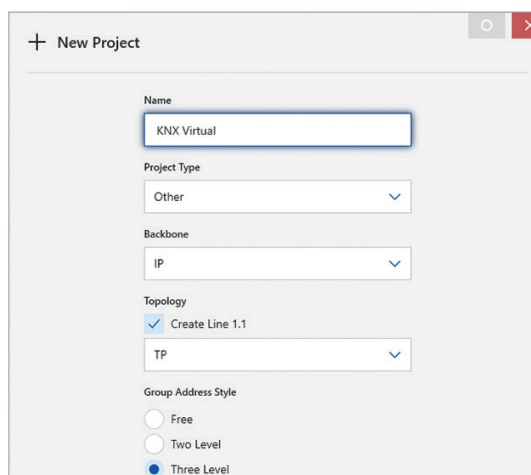 New Project
Name
KNX Virtual
Project Type
Other
Backbone
IP
Topology
Create Line 1.1
TP
Group Address Style
Free
Two Level
Three Level